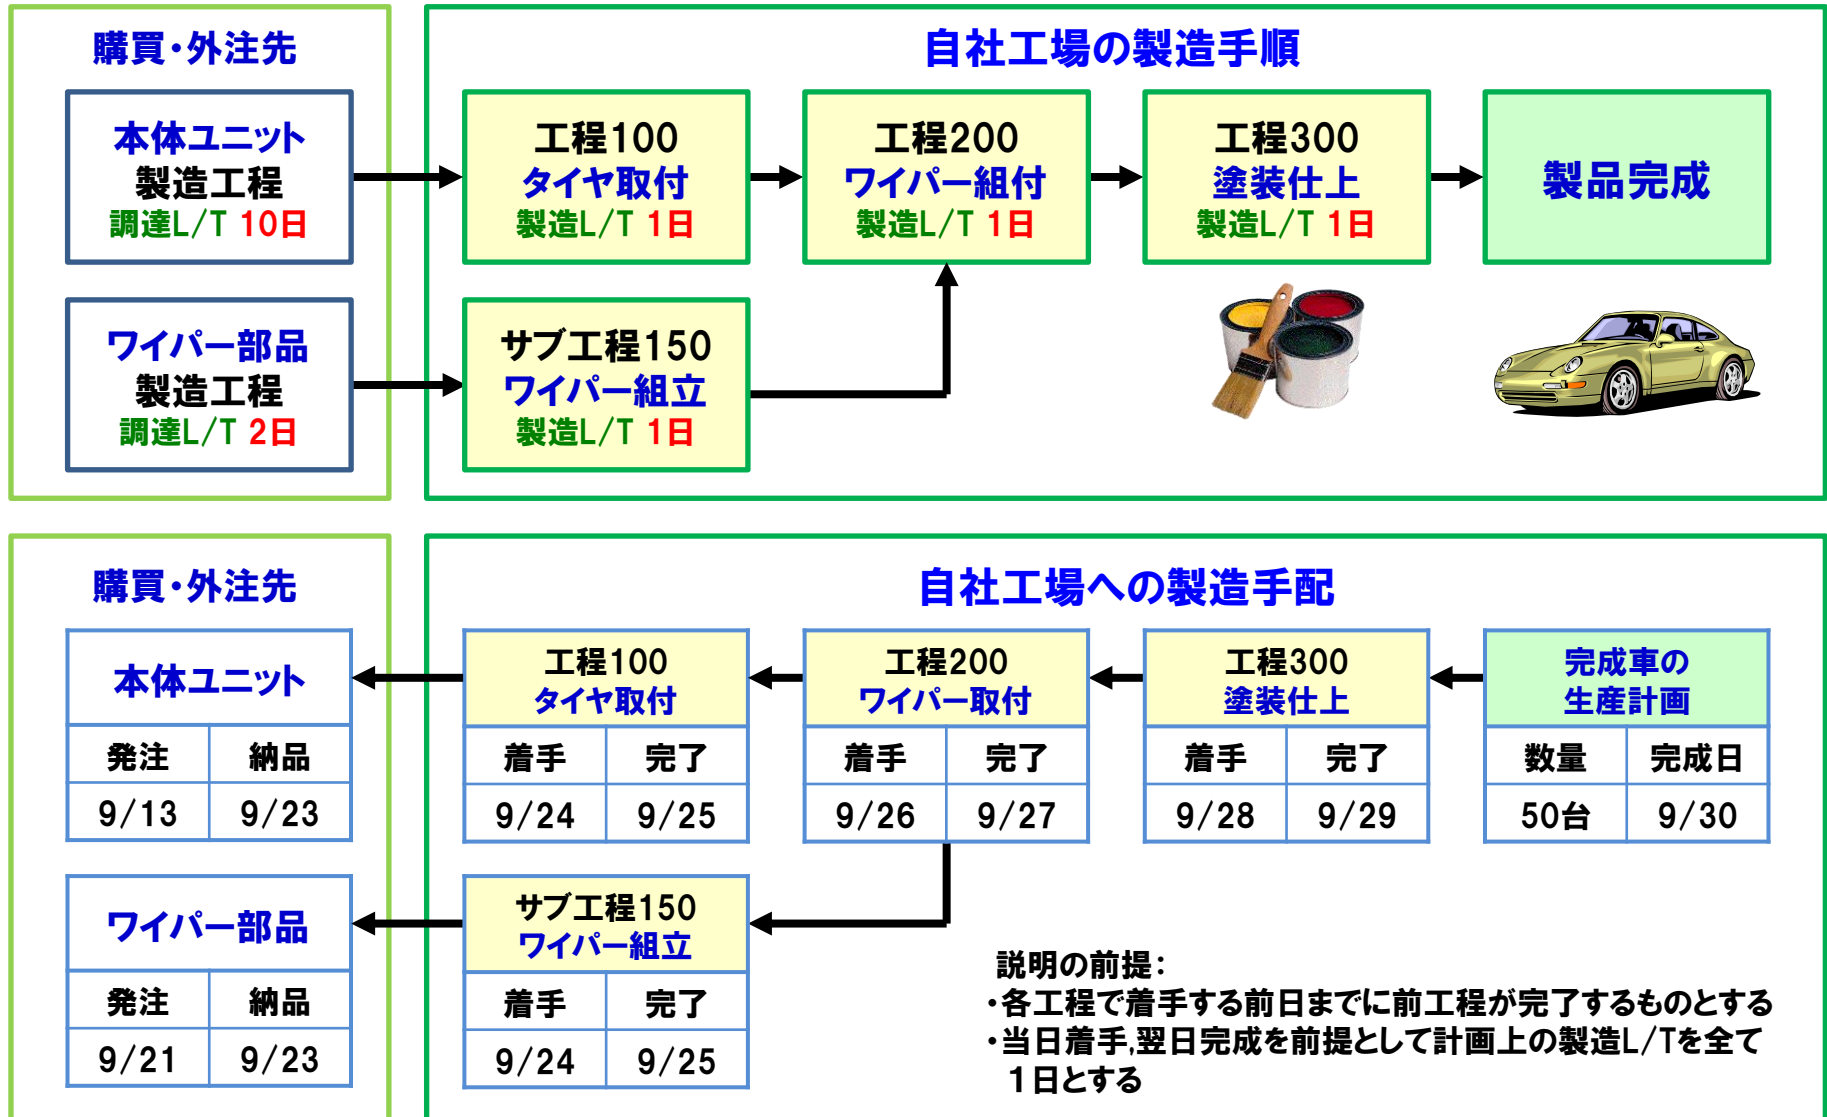 購買・外注先
本体ユニット
製造工程
調達L/T 10日
ワイパー部品
製造工程
調達L/T 2日
自社工場の製造手順
工程100
タイヤ取付
製造L/T 1日
工程200
ワイパー組付
製造L/T 1日
工程300
塗装仕上
製造L/T 1日
製品完成
サブ工程150
ワイパー組立
製造L/T 1日
購買・外注先
本体ユニット
発注 納品
9/13 9/23
ワイパー部品
発注 納品
9/21 9/23
自社工場への製造手配
工程100
タイヤ取付
着手 完了
9/24 9/25
工程200
ワイパー取付
着手 完了
9/26 9/27
工程300
塗装仕上
着手 完了
9/28 9/29
完成車の
生産計画
数量 完成日
50台 9/30
サブ工程150
ワイパー組立
着手 完了
9/24 9/25
説明の前提：
・各工程で着手する前日までに前工程が完了するものとする
・当日着手,翌日完成を前提として計画上の製造L/Tを全て
１日とする